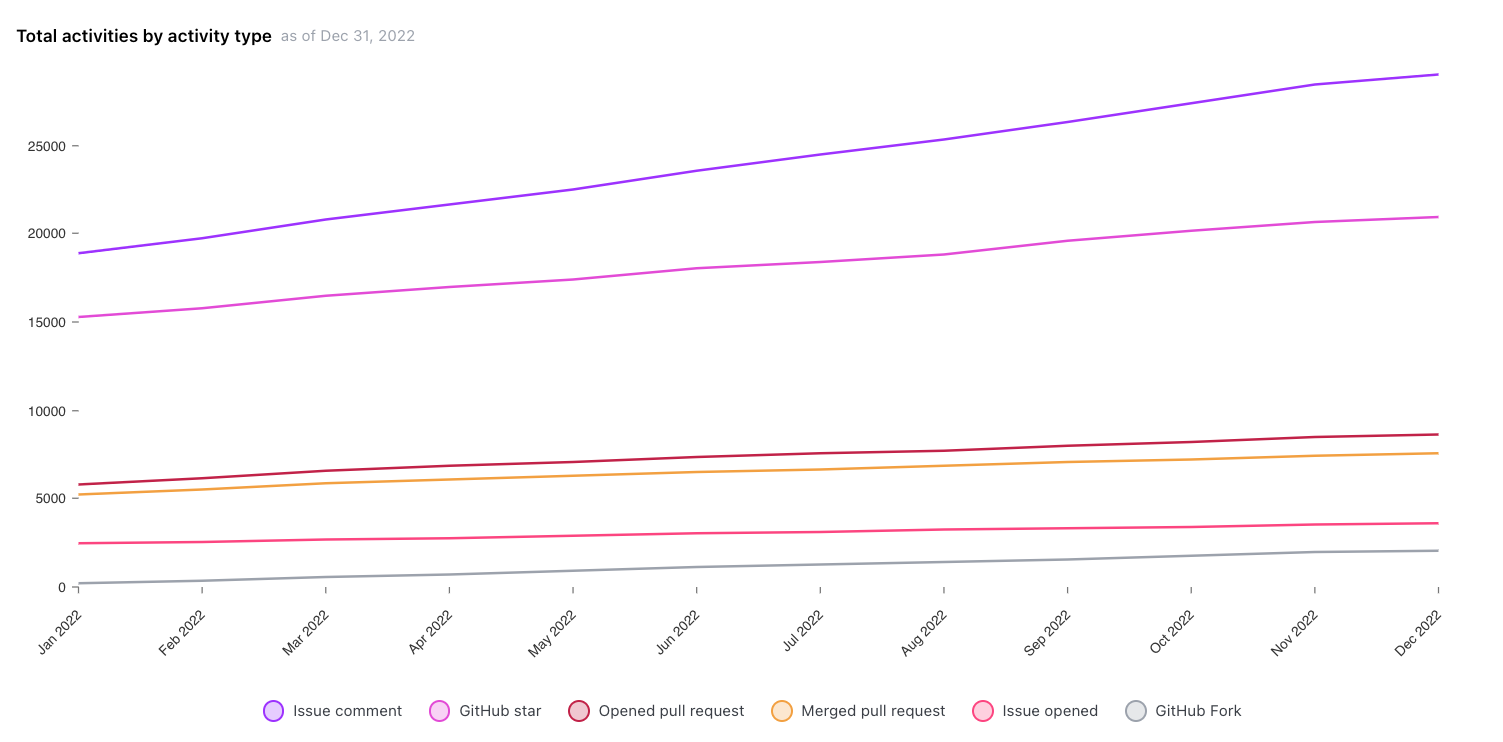 Total activities by activity type as of Dec 31, 2022
25000
20000
15000
10000
5000
0
Jan 2022 Feb 2022 Mar 2022 Apr 2022 May 2022 Jun 2022 Jul 2022 Aug 2022 Sep 2022 Oct 2022 Nov 2022 Dec 2022
Issue comment GitHub star Opened pull request Merged pull request Issue opened GitHub Fork